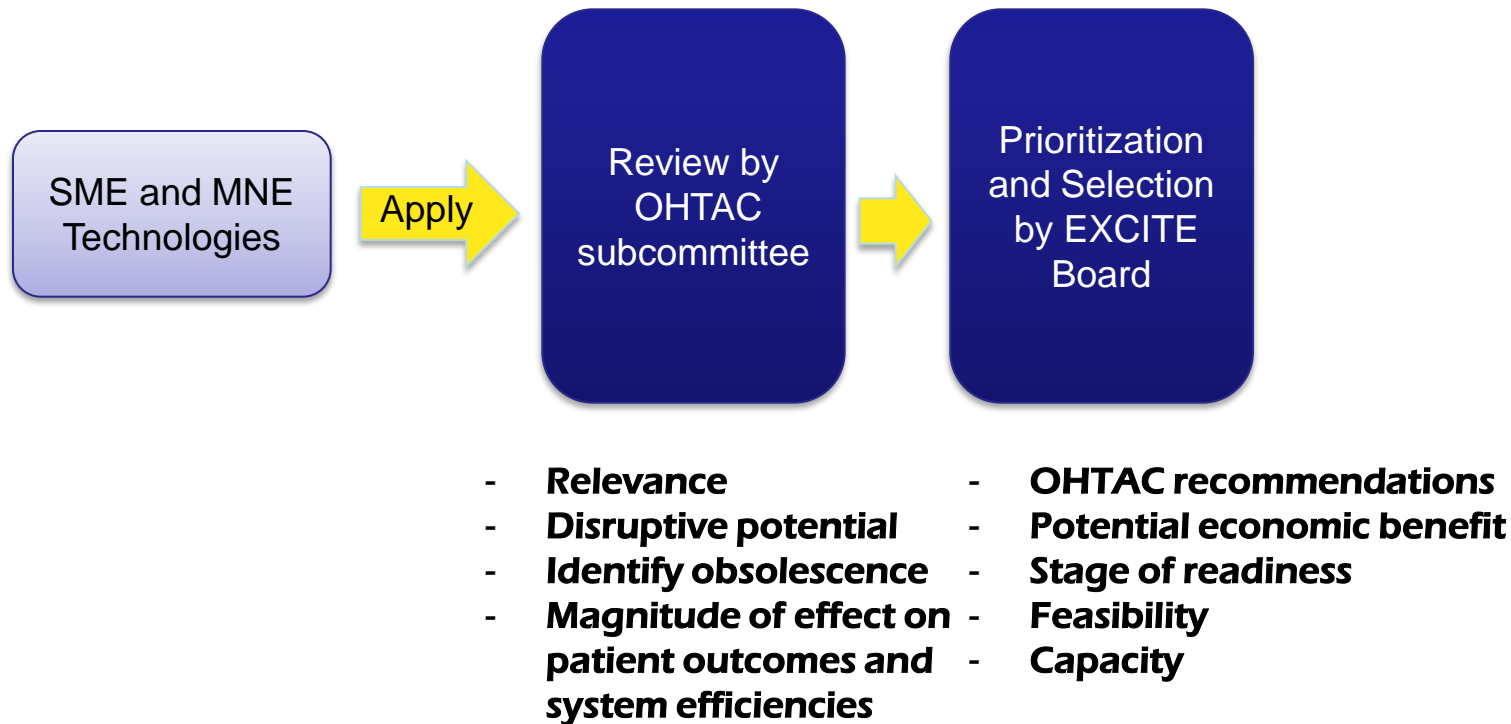 SME and MNE
Technologies
Apply
Review by
OHTAC
subcommittee
Prioritization
and Selection
by EXCITE
Board
- Relevance
- Disruptive potential
- Identify obsolescence
- Magnitude of effect on
patient outcomes and
system efficiencies
- OHTAC recommendations
- Potential economic benefit
- Stage of readiness
- Feasibility
- Capacity